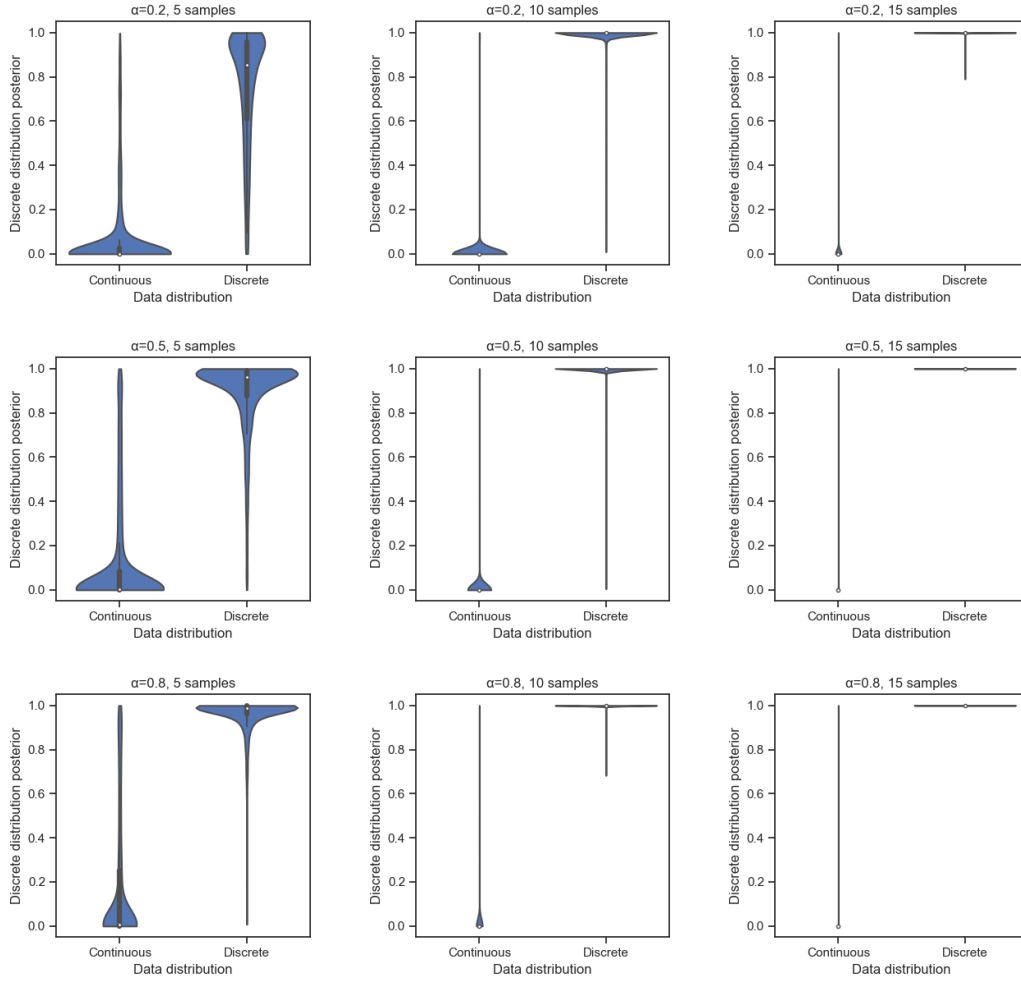 α=0.2, 5 samples
Discrete distribution posterior
1.0
0.8
0.6
0.4
0.2
0.0
Continuous Discrete
Data distribution
α=0.2, 10 samples
Discrete distribution posterior
1.0
0.8
0.6
0.4
0.2
0.0
Continuous Discrete
Data distribution
α=0.2, 15 samples
Discrete distribution posterior
1.0
0.8
0.6
0.4
0.2
0.0
Continuous Discrete
Data distribution
α=0.5, 5 samples
Discrete distribution posterior
1.0
0.8
0.6
0.4
0.2
0.0
Continuous Discrete
Data distribution
α=0.5, 10 samples
Discrete distribution posterior
1.0
0.8
0.6
0.4
0.2
0.0
Continuous Discrete
Data distribution
α=0.5, 15 samples
Discrete distribution posterior
1.0
0.8
0.6
0.4
0.2
0.0
Continuous Discrete
Data distribution
α=0.8, 5 samples
Discrete distribution posterior
1.0
0.8
0.6
0.4
0.2
0.0
Continuous Discrete
Data distribution
α=0.8, 10 samples
Discrete distribution posterior
1.0
0.8
0.6
0.4
0.2
0.0
Continuous Discrete
Data distribution
α=0.8, 15 samples
Discrete distribution posterior
1.0
0.8
0.6
0.4
0.2
0.0
Continuous Discrete
Data distribution